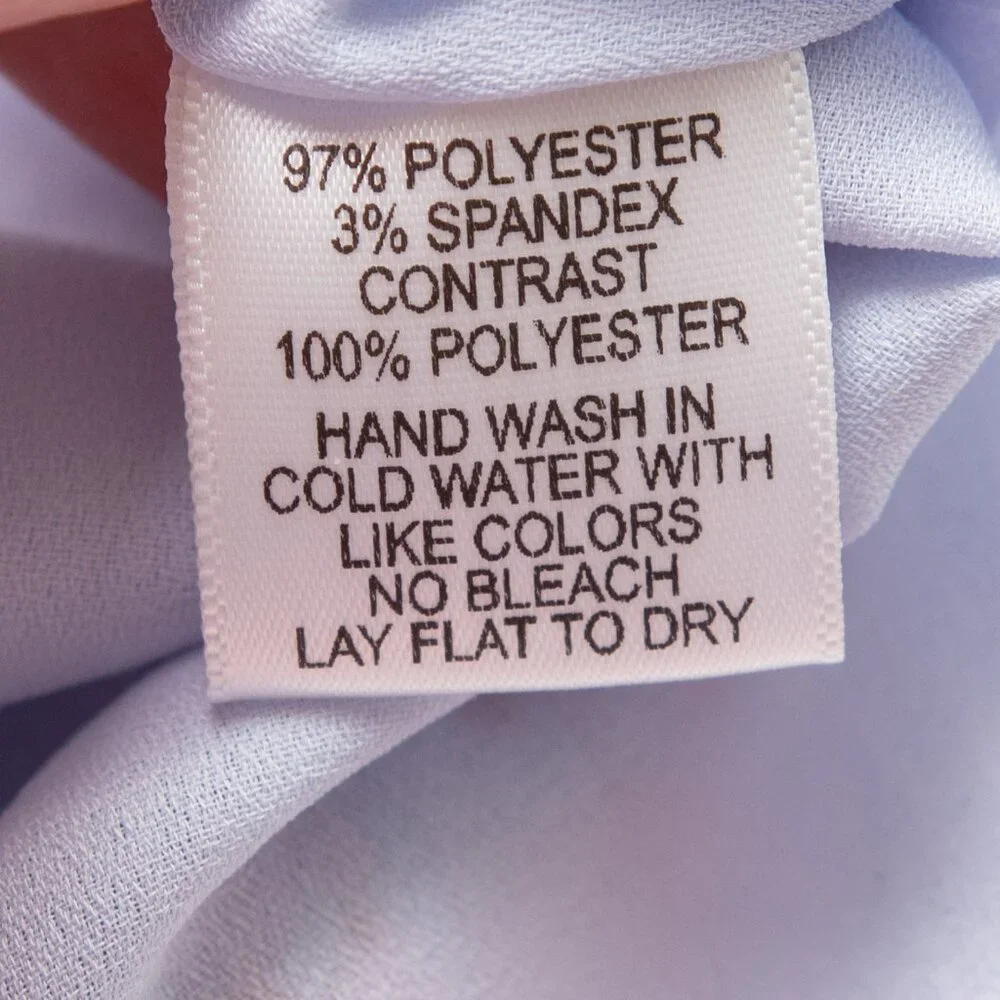 97% POLYESTER
3% SPANDEX
CONTRAST
100% POLYESTER
HAND WASH IN
COLD WATER WITH
LIKE COLORS
NO BLEACH
LAY FLAT TO DRY